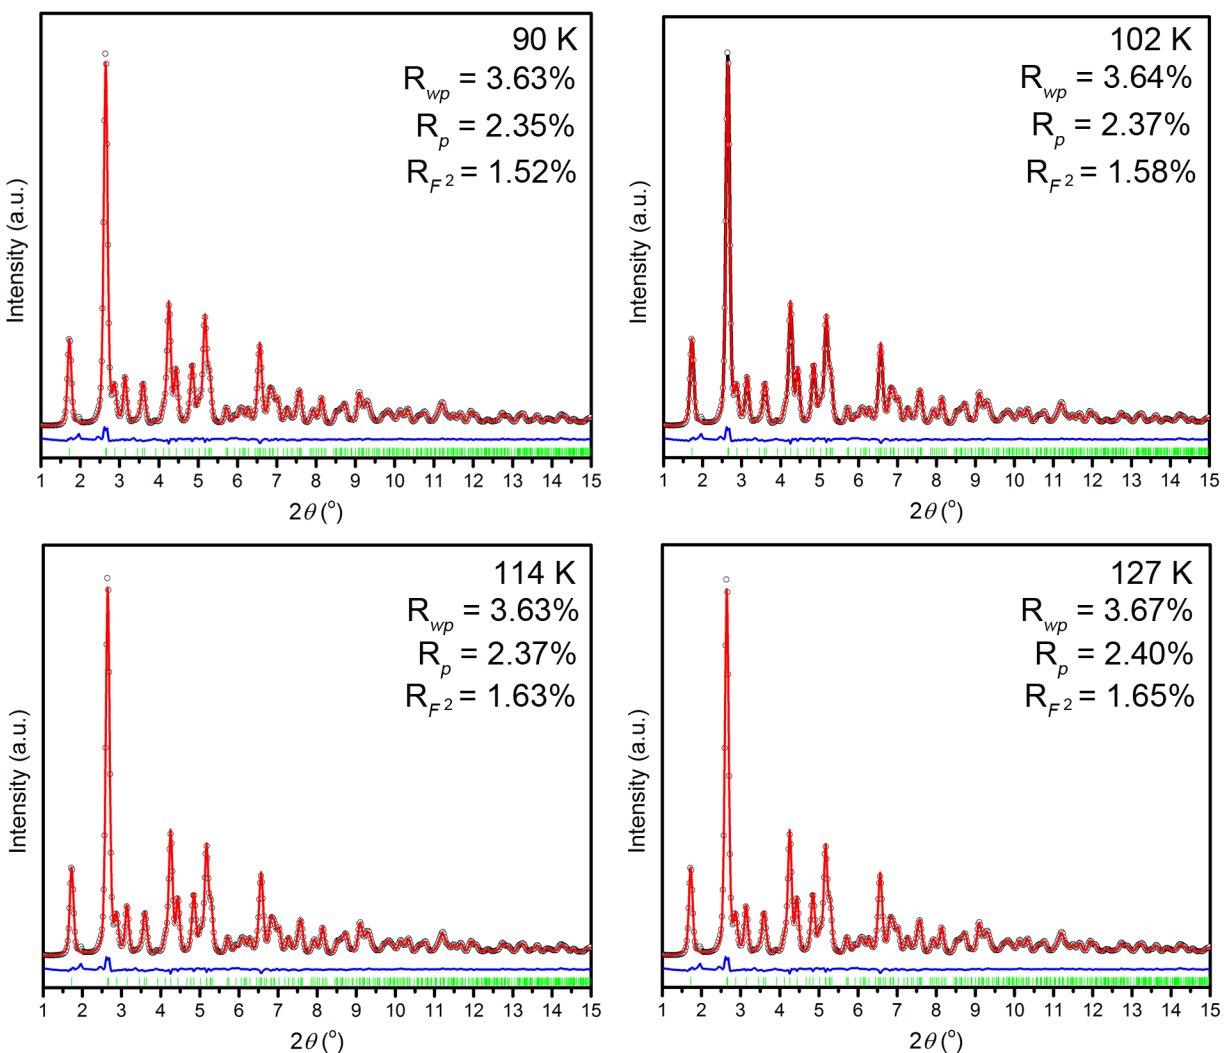 90 K
R_wp = 3.63%
R_p = 2.35%
R_F² = 1.52%
Intensity (a.u.)
1 2 3 4 5 6 7 8 9 10 11 12 13 14 15
2θ (°)
102 K
R_wp = 3.64%
R_p = 2.37%
R_F² = 1.58%
Intensity (a.u.)
1 2 3 4 5 6 7 8 9 10 11 12 13 14 15
2θ (°)
114 K
R_wp = 3.63%
R_p = 2.37%
R_F² = 1.63%
Intensity (a.u.)
1 2 3 4 5 6 7 8 9 10 11 12 13 14 15
2θ (°)
127 K
R_wp = 3.67%
R_p = 2.40%
R_F² = 1.65%
Intensity (a.u.)
1 2 3 4 5 6 7 8 9 10 11 12 13 14 15
2θ (°)